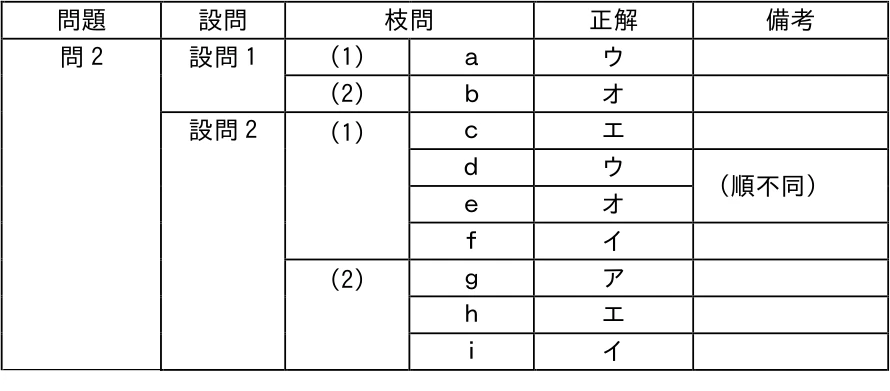 問題 設問 枝問 正解 備考
問2 設問1 (1) a ウ
(2) b オ
設問2 (1) c エ
d ウ (順不同)
e オ
f イ
(2) g ア
h エ
i イ